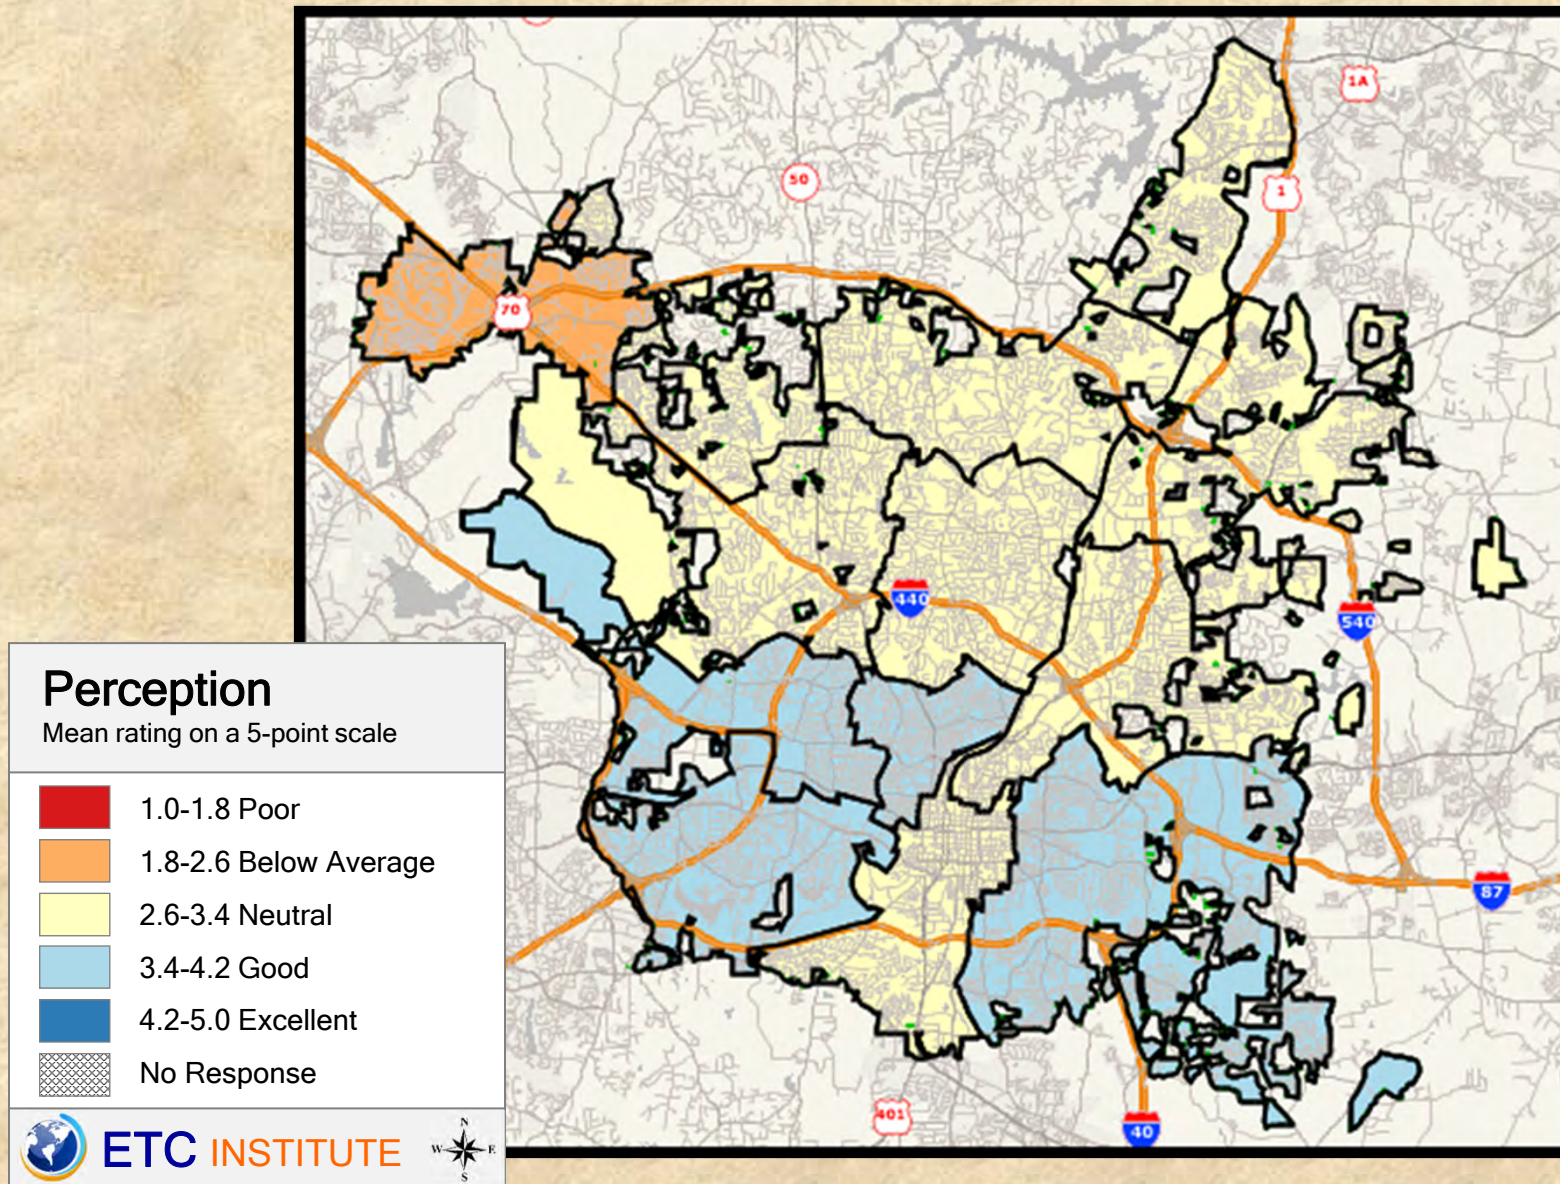 1A
50
1
70
440
540
87
401
40
Perception
Mean rating on a 5-point scale
1.0-1.8 Poor
1.8-2.6 Below Average
2.6-3.4 Neutral
3.4-4.2 Good
4.2-5.0 Excellent
No Response
ETC INSTITUTE
N
W E
S